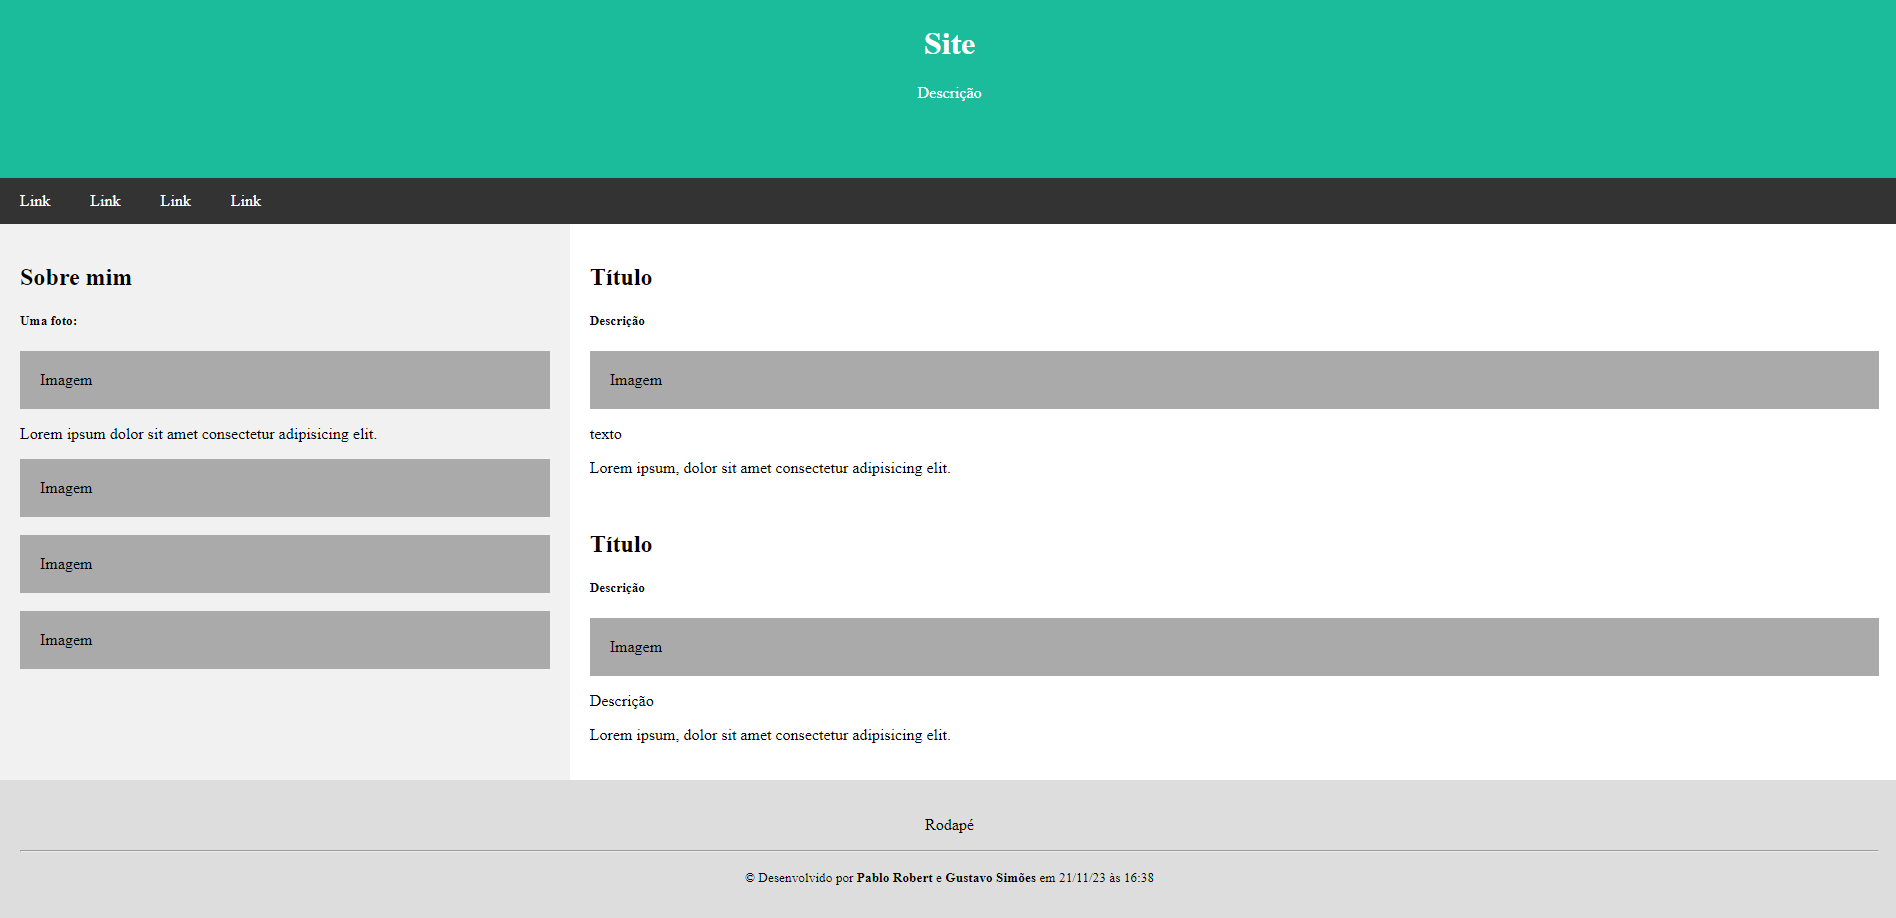 Site
Descrição
Link Link Link Link
Sobre mim
Uma foto:
Imagem
Lorem ipsum dolor sit amet consectetur adipisicing elit.
Imagem
Imagem
Imagem
Título
Descrição
Imagem
texto
Lorem ipsum, dolor sit amet consectetur adipisicing elit.
Título
Descrição
Imagem
Descrição
Lorem ipsum, dolor sit amet consectetur adipisicing elit.
Rodapé
© Desenvolvido por Pablo Robert e Gustavo Simões em 21/11/23 às 16:38